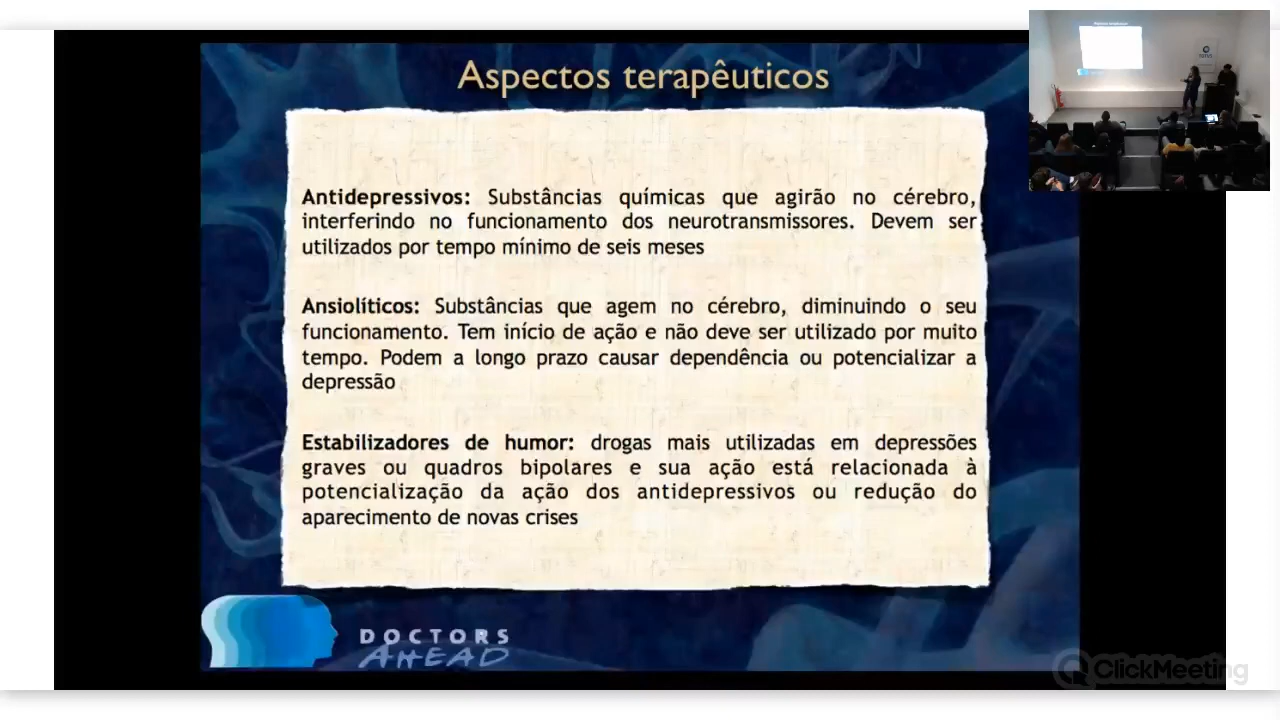 Aspectos terapêuticos
Antidepressivos: Substâncias químicas que agirão no cérebro,
interferindo no funcionamento dos neurotransmissores. Devem ser
utilizados por tempo mínimo de seis meses
Ansiolíticos: Substâncias que agem no cérebro, diminuindo o seu
funcionamento. Tem início de ação e não deve ser utilizado por muito
tempo. Podem a longo prazo causar dependência ou potencializar a
depressão
Estabilizadores de humor: drogas mais utilizadas em depressões
graves ou quadros bipolares e sua ação está relacionada à
potencialização da ação dos antidepressivos ou redução do
aparecimento de novas crises
DOCTORS
AHEAD
ClickMeeting